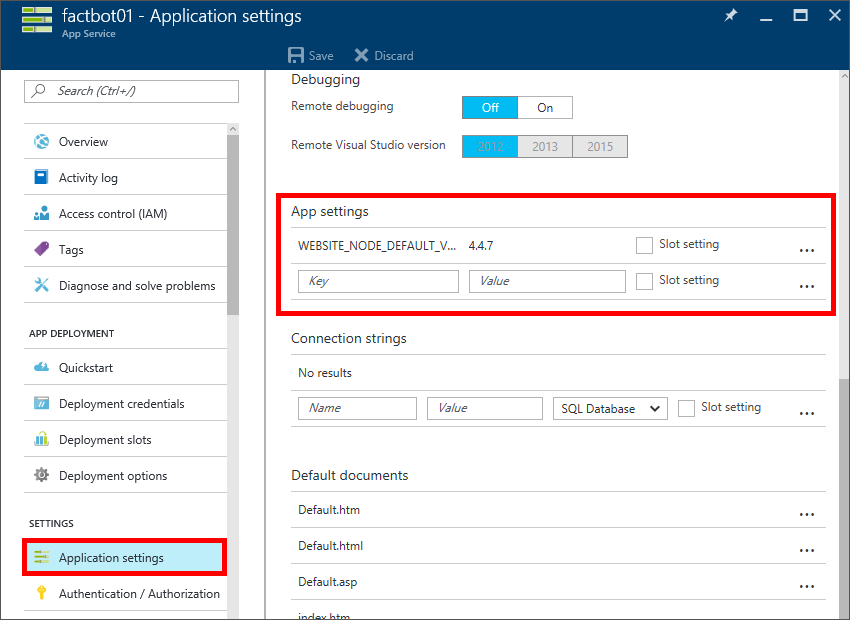 factbot01 - Application settings
App Service
Save Discard
Search (Ctrl+/)
Overview
Activity log
Access control (IAM)
Tags
Diagnose and solve problems
APP DEPLOYMENT
Quickstart
Deployment credentials
Deployment slots
Deployment options
SETTINGS
Application settings
Authentication / Authorization
Debugging
Remote debugging Off On
Remote Visual Studio version 2012 2013 2015
App settings
WEBSITE_NODE_DEFAULT_V... 4.4.7 Slot setting ...
Key Value Slot setting ...
Connection strings
No results
Name Value SQL Database Slot setting ...
Default documents
Default.htm ...
Default.html ...
Default.asp ...
index.htm